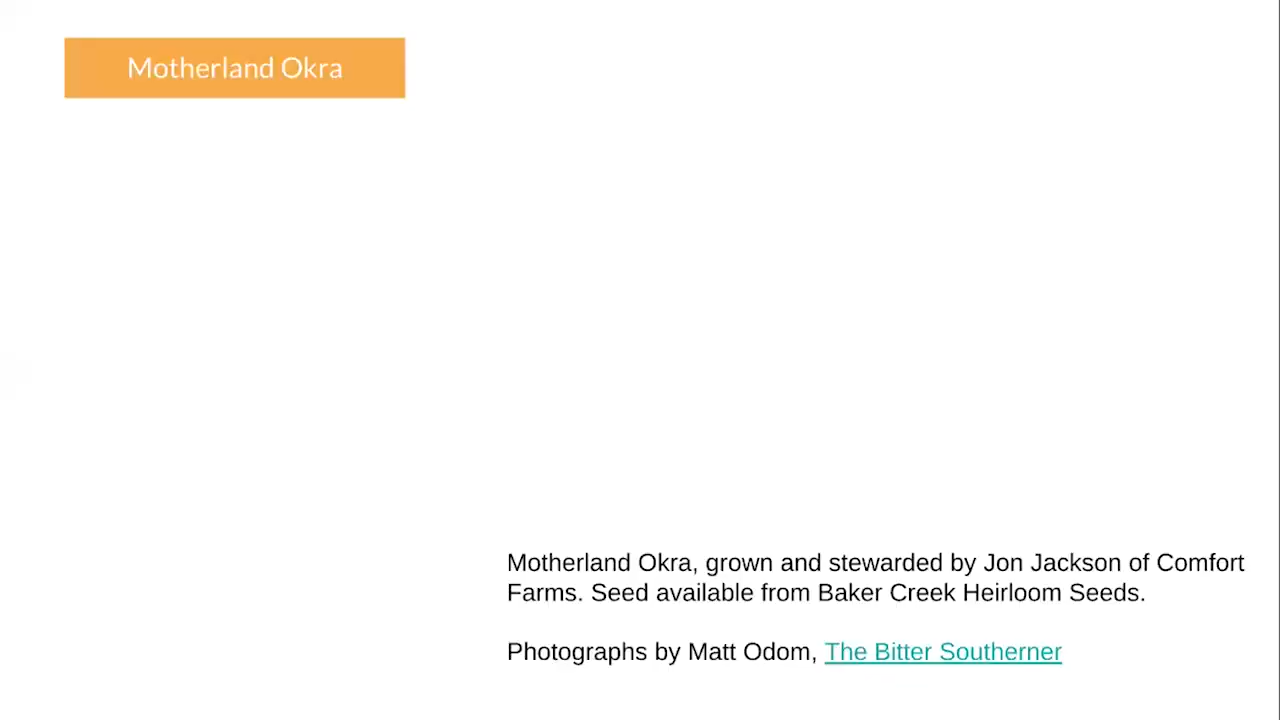 Motherland Okra
Motherland Okra, grown and stewarded by Jon Jackson of Comfort
Farms. Seed available from Baker Creek Heirloom Seeds.
Photographs by Matt Odom, The Bitter Southerner